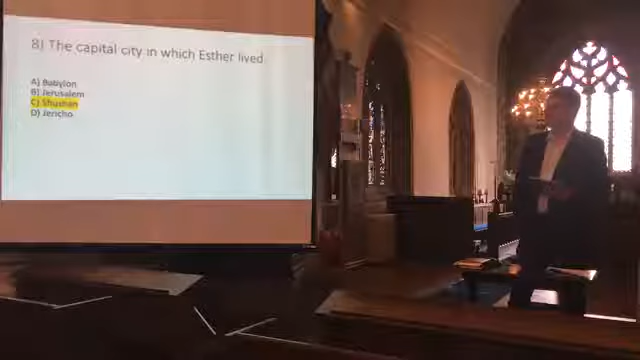 8) The capital city in which Esther lived
A) Babylon
B) Jerusalem
C) Shushan
D) Jericho